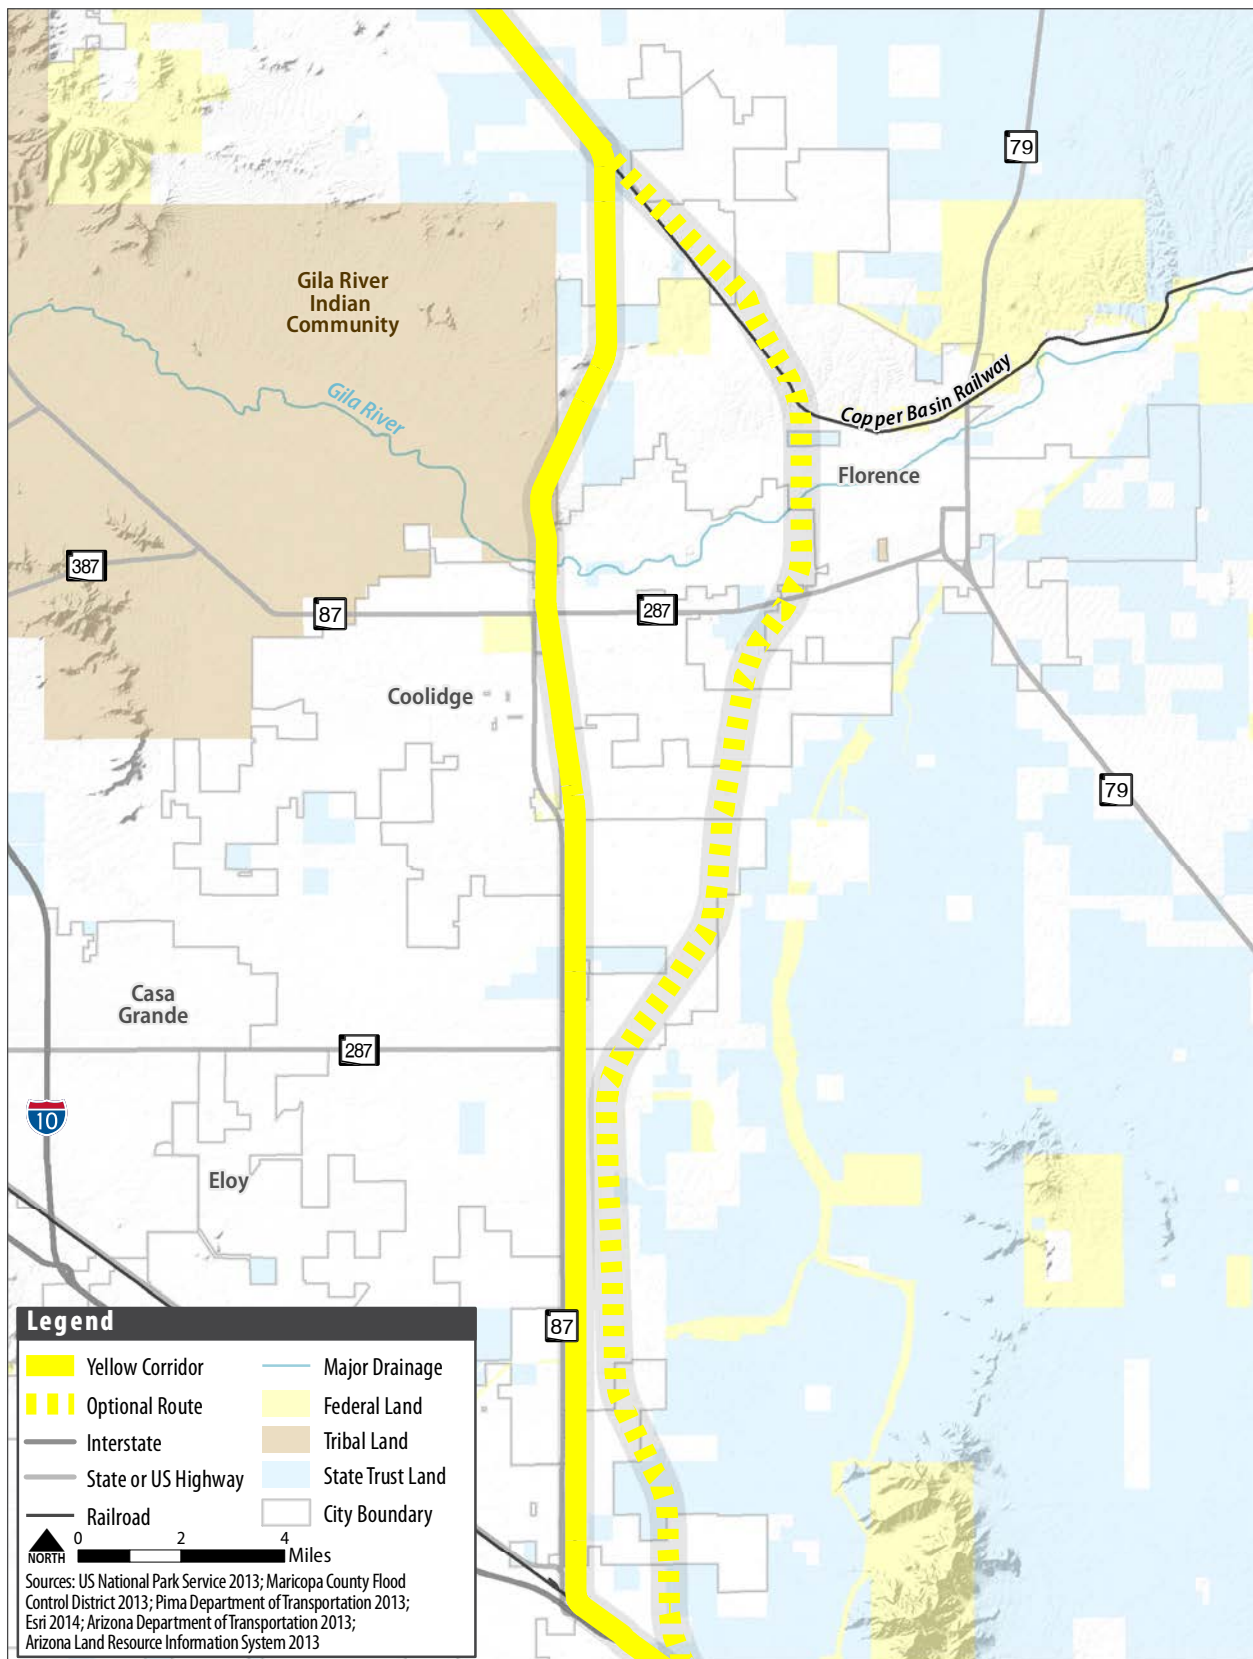 79
Gila River
Indian
Community
Gila River
Copper Basin Railway
Florence
387
87
287
Coolidge
79
Casa
Grande
287
10
Eloy
87
Legend
Yellow Corridor
Optional Route
Interstate
State or US Highway
Railroad
Major Drainage
Federal Land
Tribal Land
State Trust Land
City Boundary
NORTH
0 2 4
Miles
Sources: US National Park Service 2013; Maricopa County Flood
Control District 2013; Pima Department of Transportation 2013;
Esri 2014; Arizona Department of Transportation 2013;
Arizona Land Resource Information System 2013